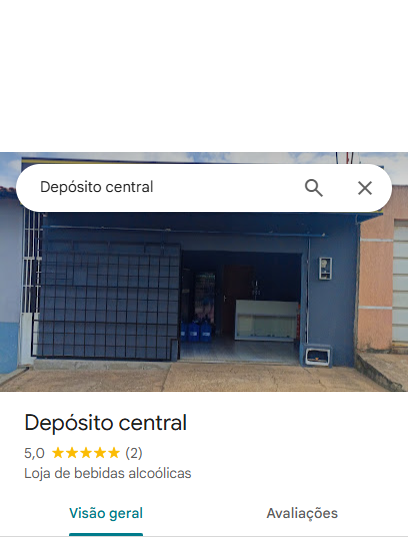 Depósito central
Depósito central
5,0 (2)
Loja de bebidas alcoólicas
Visão geral
Avaliações